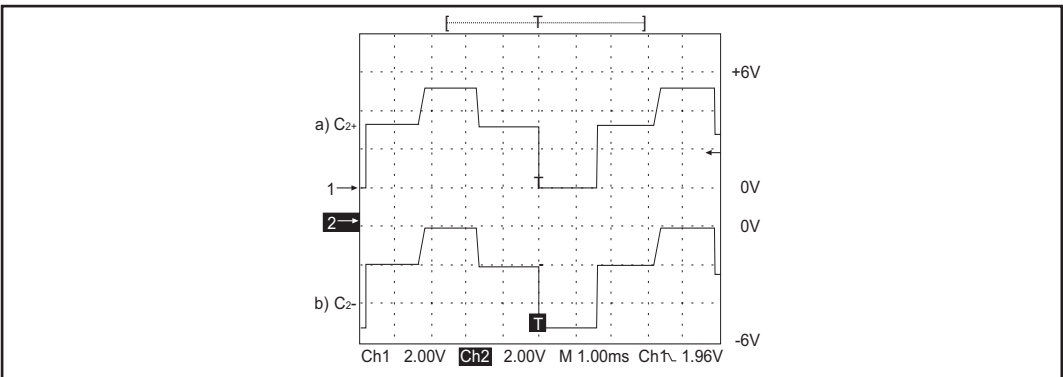 [ T ]
+6V
a) C2+
T
1
0V
2
0V
b) C2-
T
-6V
Ch1 2.00V Ch2 2.00V M 1.00ms Ch1 1.96V